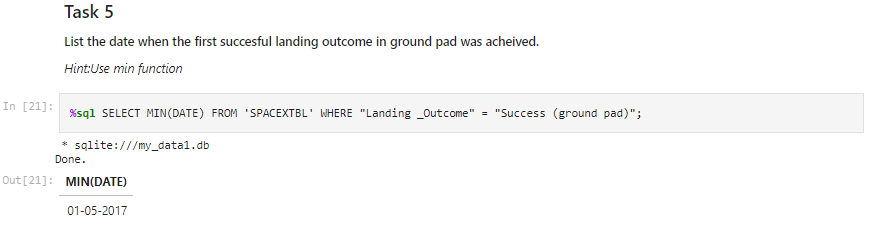 Task 5
List the date when the first succesful landing outcome in ground pad was acheived.
Hint:Use min function
In [21]: %sql SELECT MIN(DATE) FROM 'SPACEXTBL' WHERE "Landing _Outcome" = "Success (ground pad)";
* sqlite:///my_data1.db
Done.
Out[21]: MIN(DATE)
01-05-2017